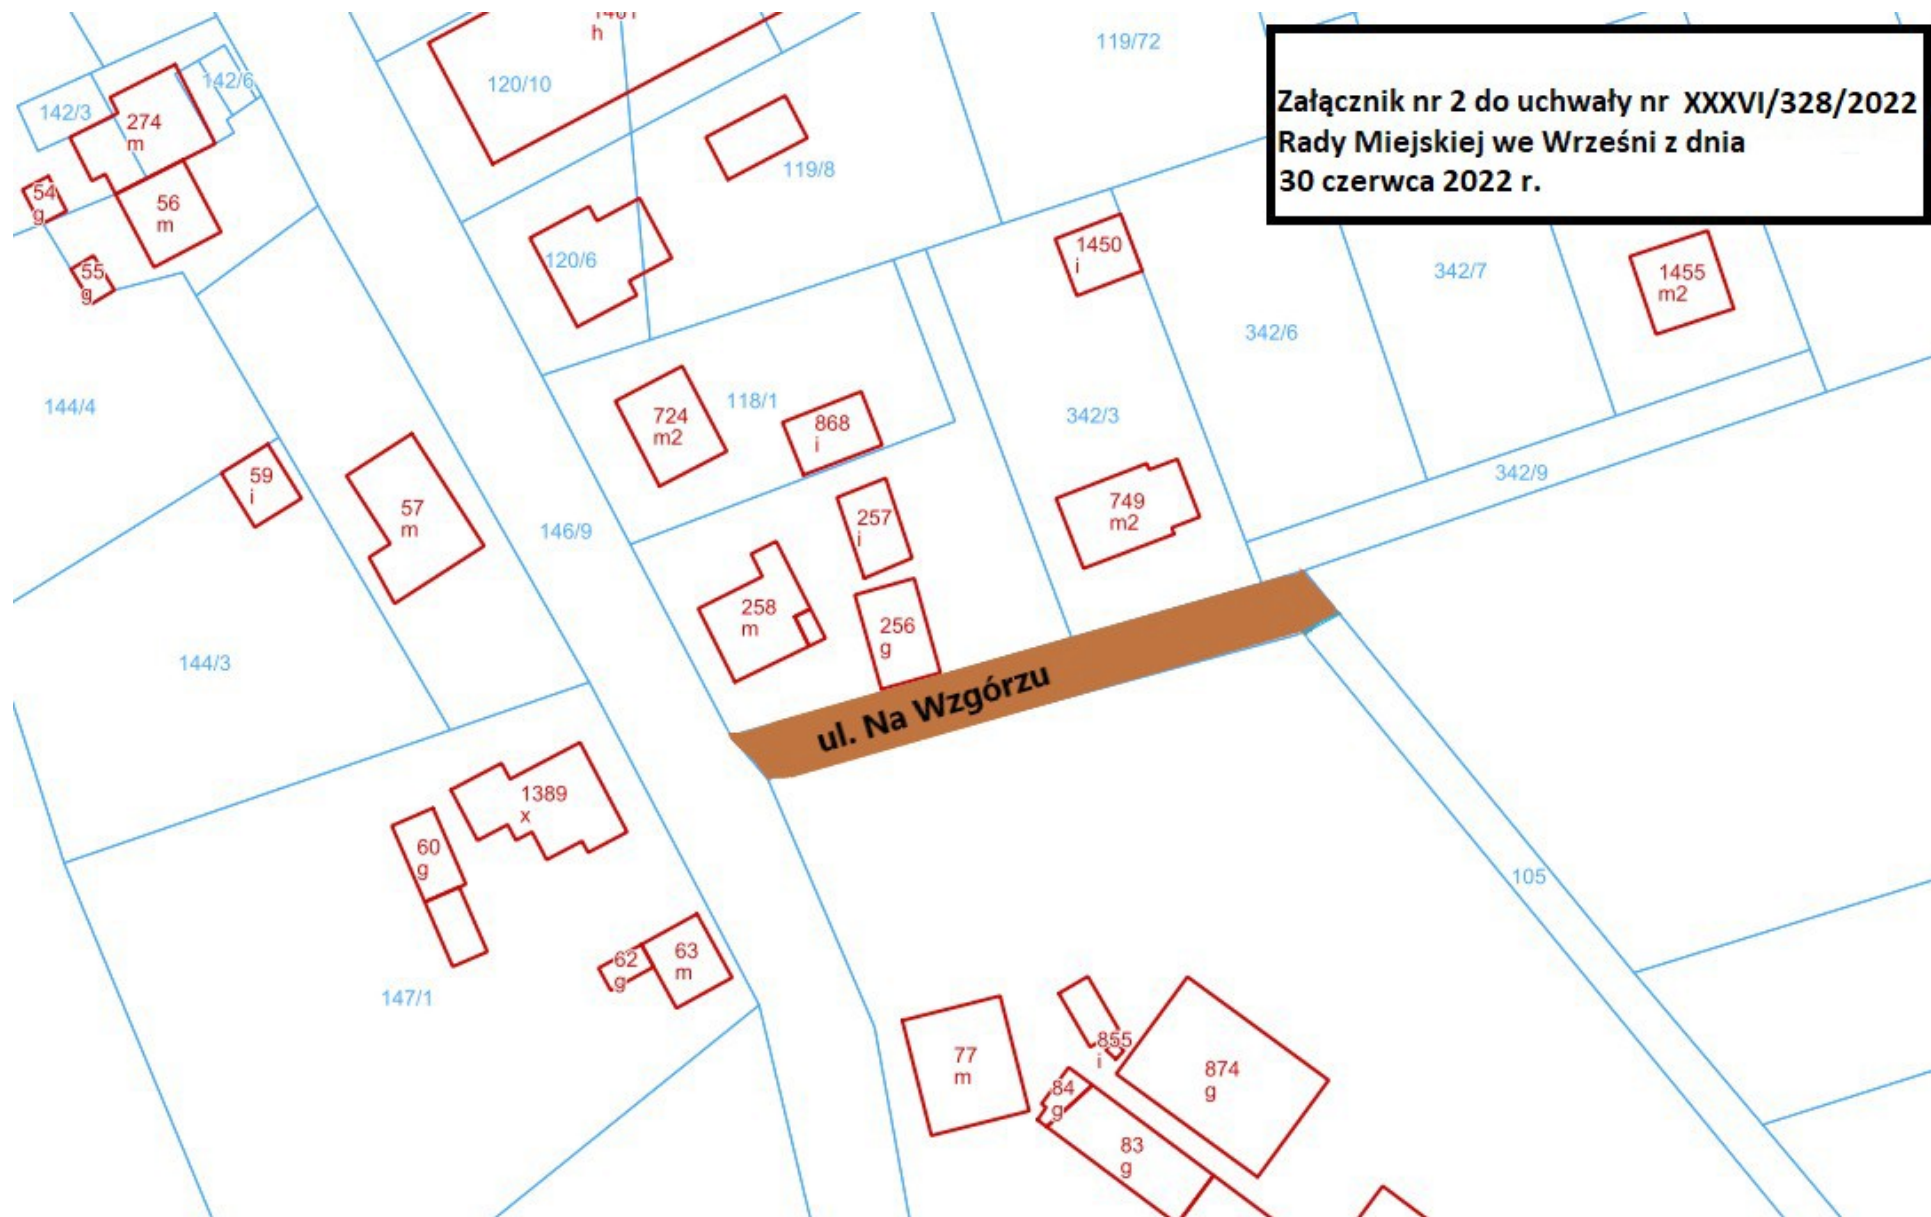 Załącznik nr 2 do uchwały nr XXXVI/328/2022
Rady Miejskiej we Wrześni z dnia
30 czerwca 2022 r.
h
120/10
119/72
142/6
142/3
274
m
119/8
54
g
56
m
120/6
1450
i
55
g
342/7
1455
m2
342/6
144/4
724
m2
118/1
868
i
342/3
59
i
57
m
146/9
257
i
749
m2
342/9
258
m
256
g
144/3
ul. Na Wzgórzu
1389
x
60
g
105
62
g
63
m
147/1
77
m
855
i
874
g
84
g
83
g